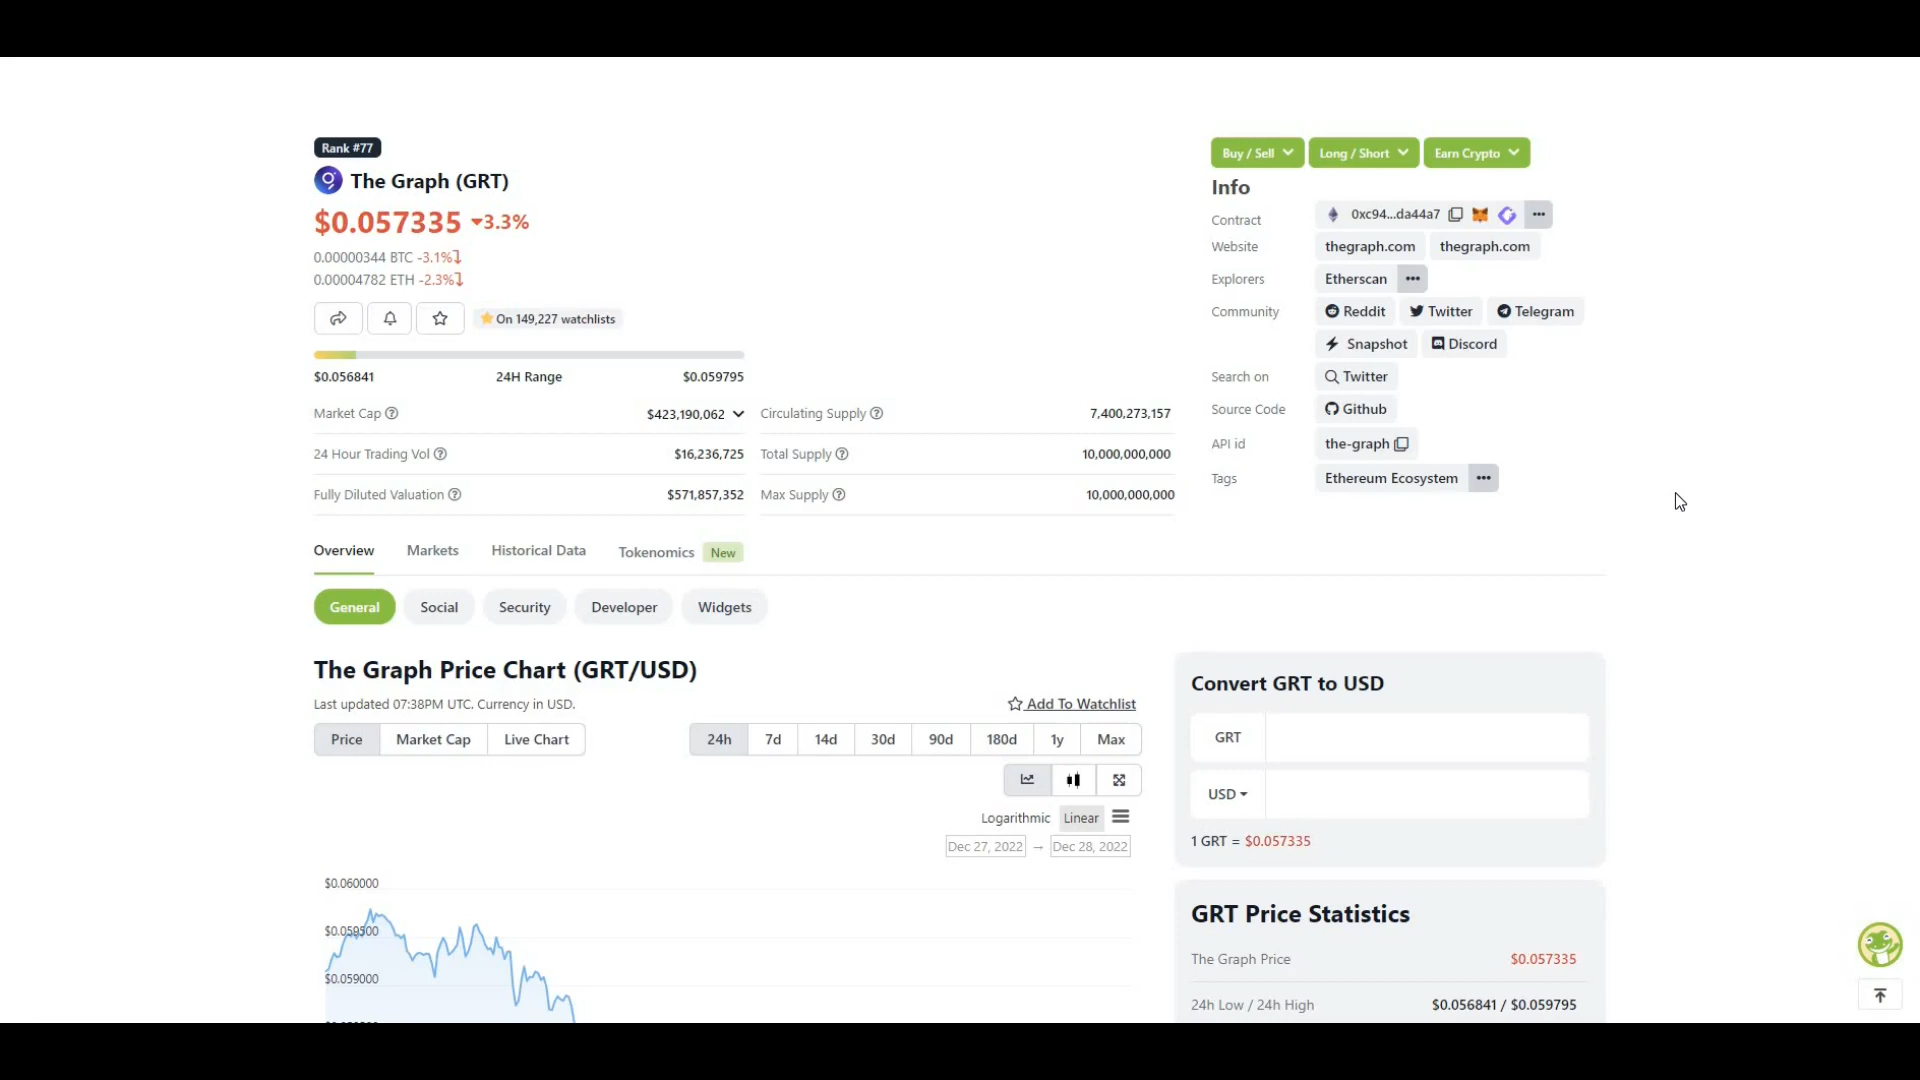 Rank #77
The Graph (GRT)
$0.057335 3.3%
0.00000344 BTC -3.1%
0.00004782 ETH -2.3%
On 149,227 watchlists
$0.056841 24H Range $0.059795
Market Cap $423,190,062
24 Hour Trading Vol $16,236,725
Fully Diluted Valuation $571,857,352
Circulating Supply 7,400,273,157
Total Supply 10,000,000,000
Max Supply 10,000,000,000
Buy / Sell Long / Short Earn Crypto
Info
Contract 0xc94...da44a7
Website thegraph.com thegraph.com
Explorers Etherscan
Community Reddit Twitter Telegram
Snapshot Discord
Search on Twitter
Source Code Github
API id the-graph
Tags Ethereum Ecosystem
Overview Markets Historical Data Tokenomics New
General Social Security Developer Widgets
The Graph Price Chart (GRT/USD)
Last updated 07:38PM UTC. Currency in USD.
Add To Watchlist
Price Market Cap Live Chart
24h 7d 14d 30d 90d 180d 1y Max
Logarithmic Linear
Dec 27, 2022 → Dec 28, 2022
$0.060000
$0.059500
$0.059000
Convert GRT to USD
GRT
USD
1 GRT = $0.057335
GRT Price Statistics
The Graph Price $0.057335
24h Low / 24h High $0.056841 / $0.059795